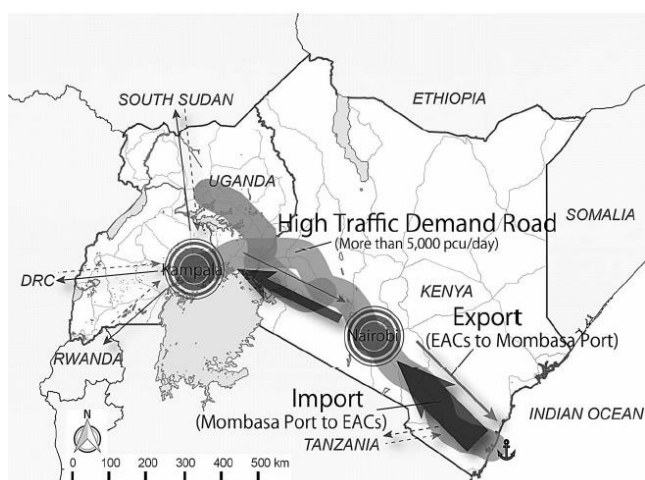 SOUTH SUDAN
ETHIOPIA
UGANDA
SOMALIA
High Traffic Demand Road
(More than 5,000 pcu/day)
Kampala
DRC
KENYA
Export
(EACs to Mombasa Port)
Nairobi
RWANDA
Import
(Mombasa Port to EACs)
INDIAN OCEAN
TANZANIA
N
0 100 200 300 400 500 km